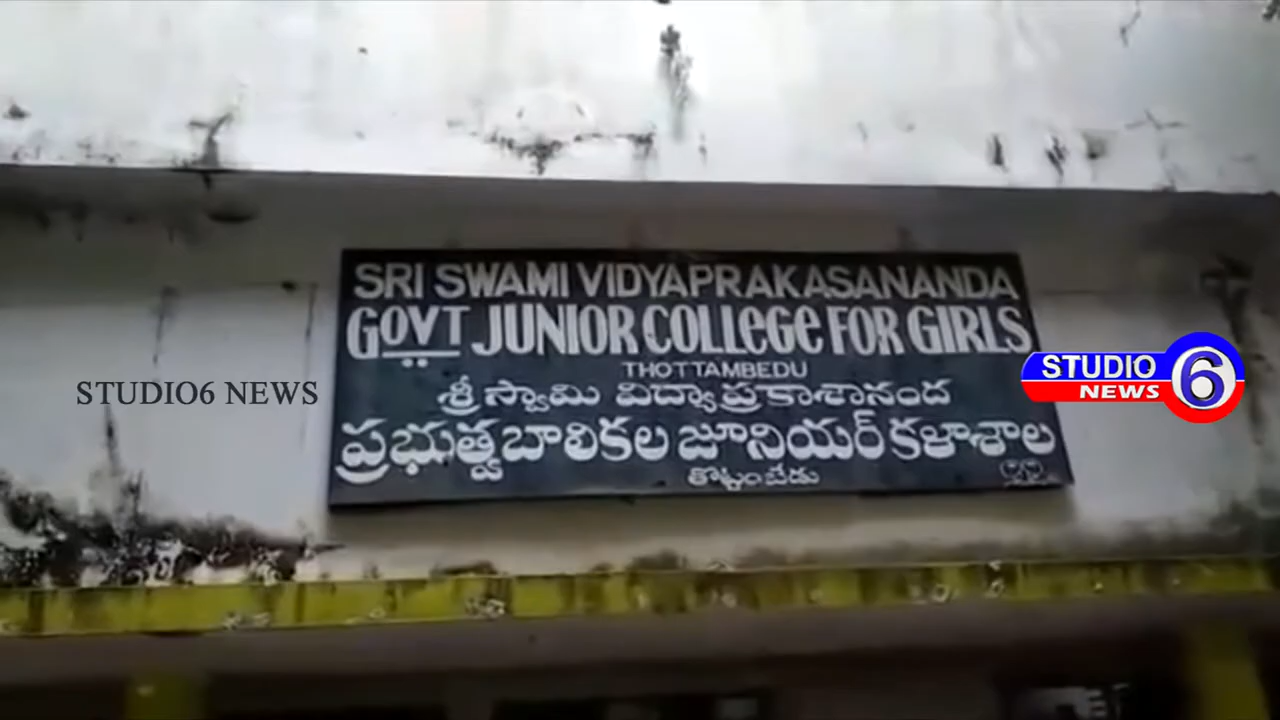 SRI SWAMI VIDYAPRAKASANANDA
GOVT JUNIOR COLLEGE FOR GIRLS
THOTTAMBEDU
శ్రీ స్వామి విద్యాప్రకాశానంద
ప్రభుత్వ బాలికల జూనియర్ కళాశాల
తొట్టంబేడు
STUDIO6 NEWS
STUDIO 6
NEWS